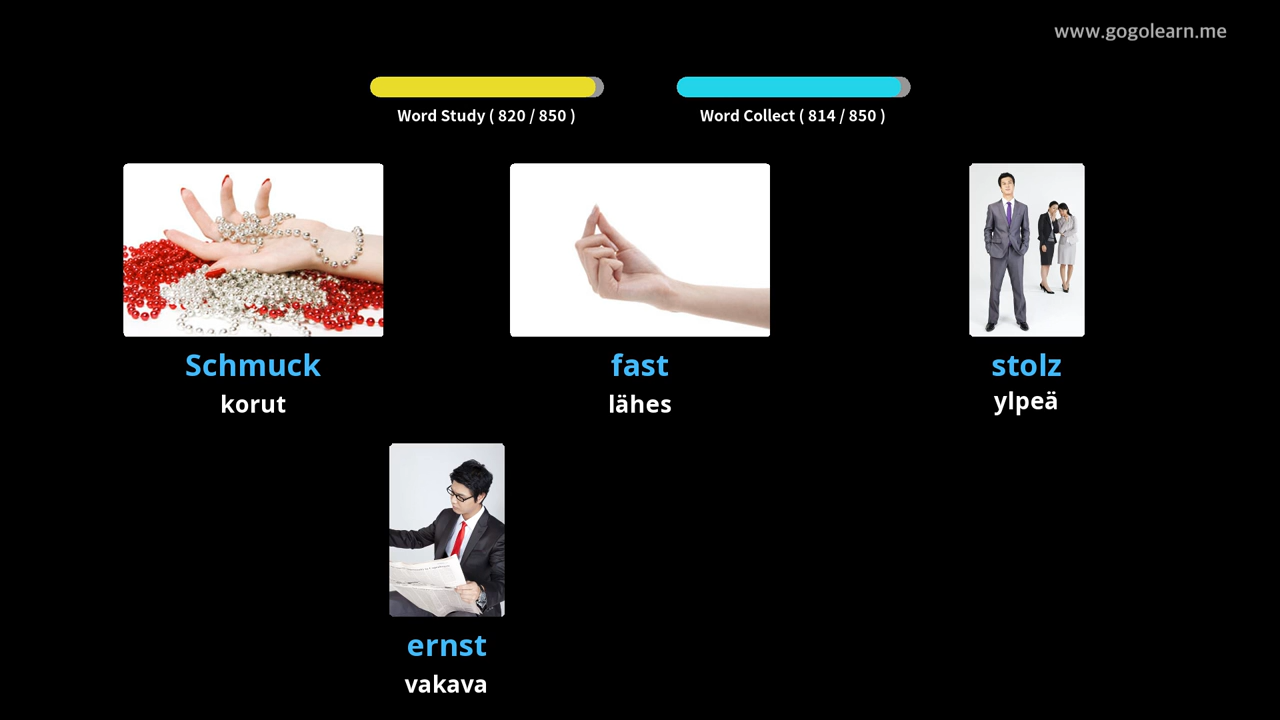 www.gogolearn.me
Word Study ( 820 / 850 )
Word Collect ( 814 / 850 )
Schmuck
korut
fast
lähes
stolz
ylpeä
ernst
vakava